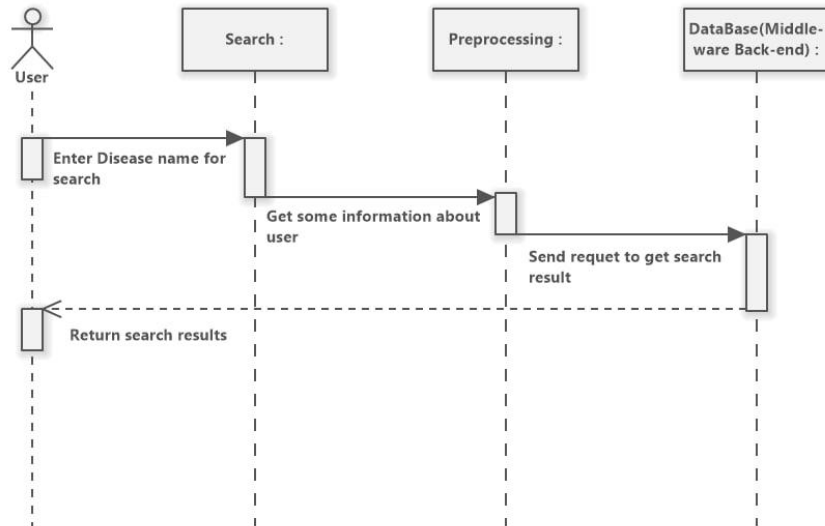 Search :
Preprocessing :
DataBase(Middle-
ware Back-end) :
User
Enter Disease name for
search
Get some information about
user
Send requet to get search
result
Return search results